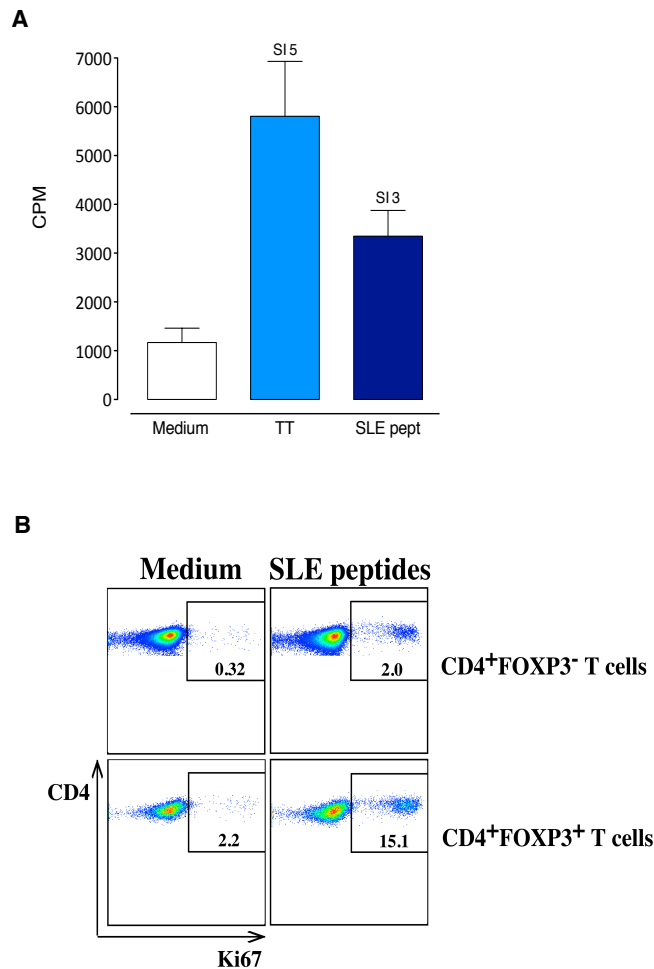 A
7000
6000
5000
4000
3000
2000
1000
0
CPM
SI 5
SI 3
Medium TT SLE pept
B
Medium SLE peptides
0.32 2.0
CD4⁺FOXP3⁻ T cells
CD4
2.2 15.1
CD4⁺FOXP3⁺ T cells
Ki67